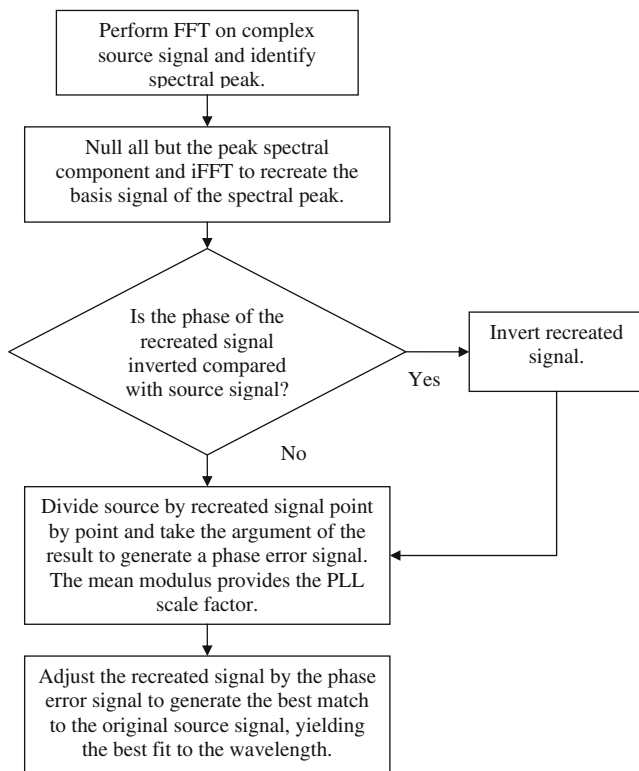 Perform FFT on complex
source signal and identify
spectral peak.
Null all but the peak spectral
component and iFFT to recreate the
basis signal of the spectral peak.
Is the phase of the
recreated signal
inverted compared
with source signal?
Yes
Invert recreated
signal.
No
Divide source by recreated signal point
by point and take the argument of the
result to generate a phase error signal.
The mean modulus provides the PLL
scale factor.
Adjust the recreated signal by the phase
error signal to generate the best match
to the original source signal, yielding
the best fit to the wavelength.